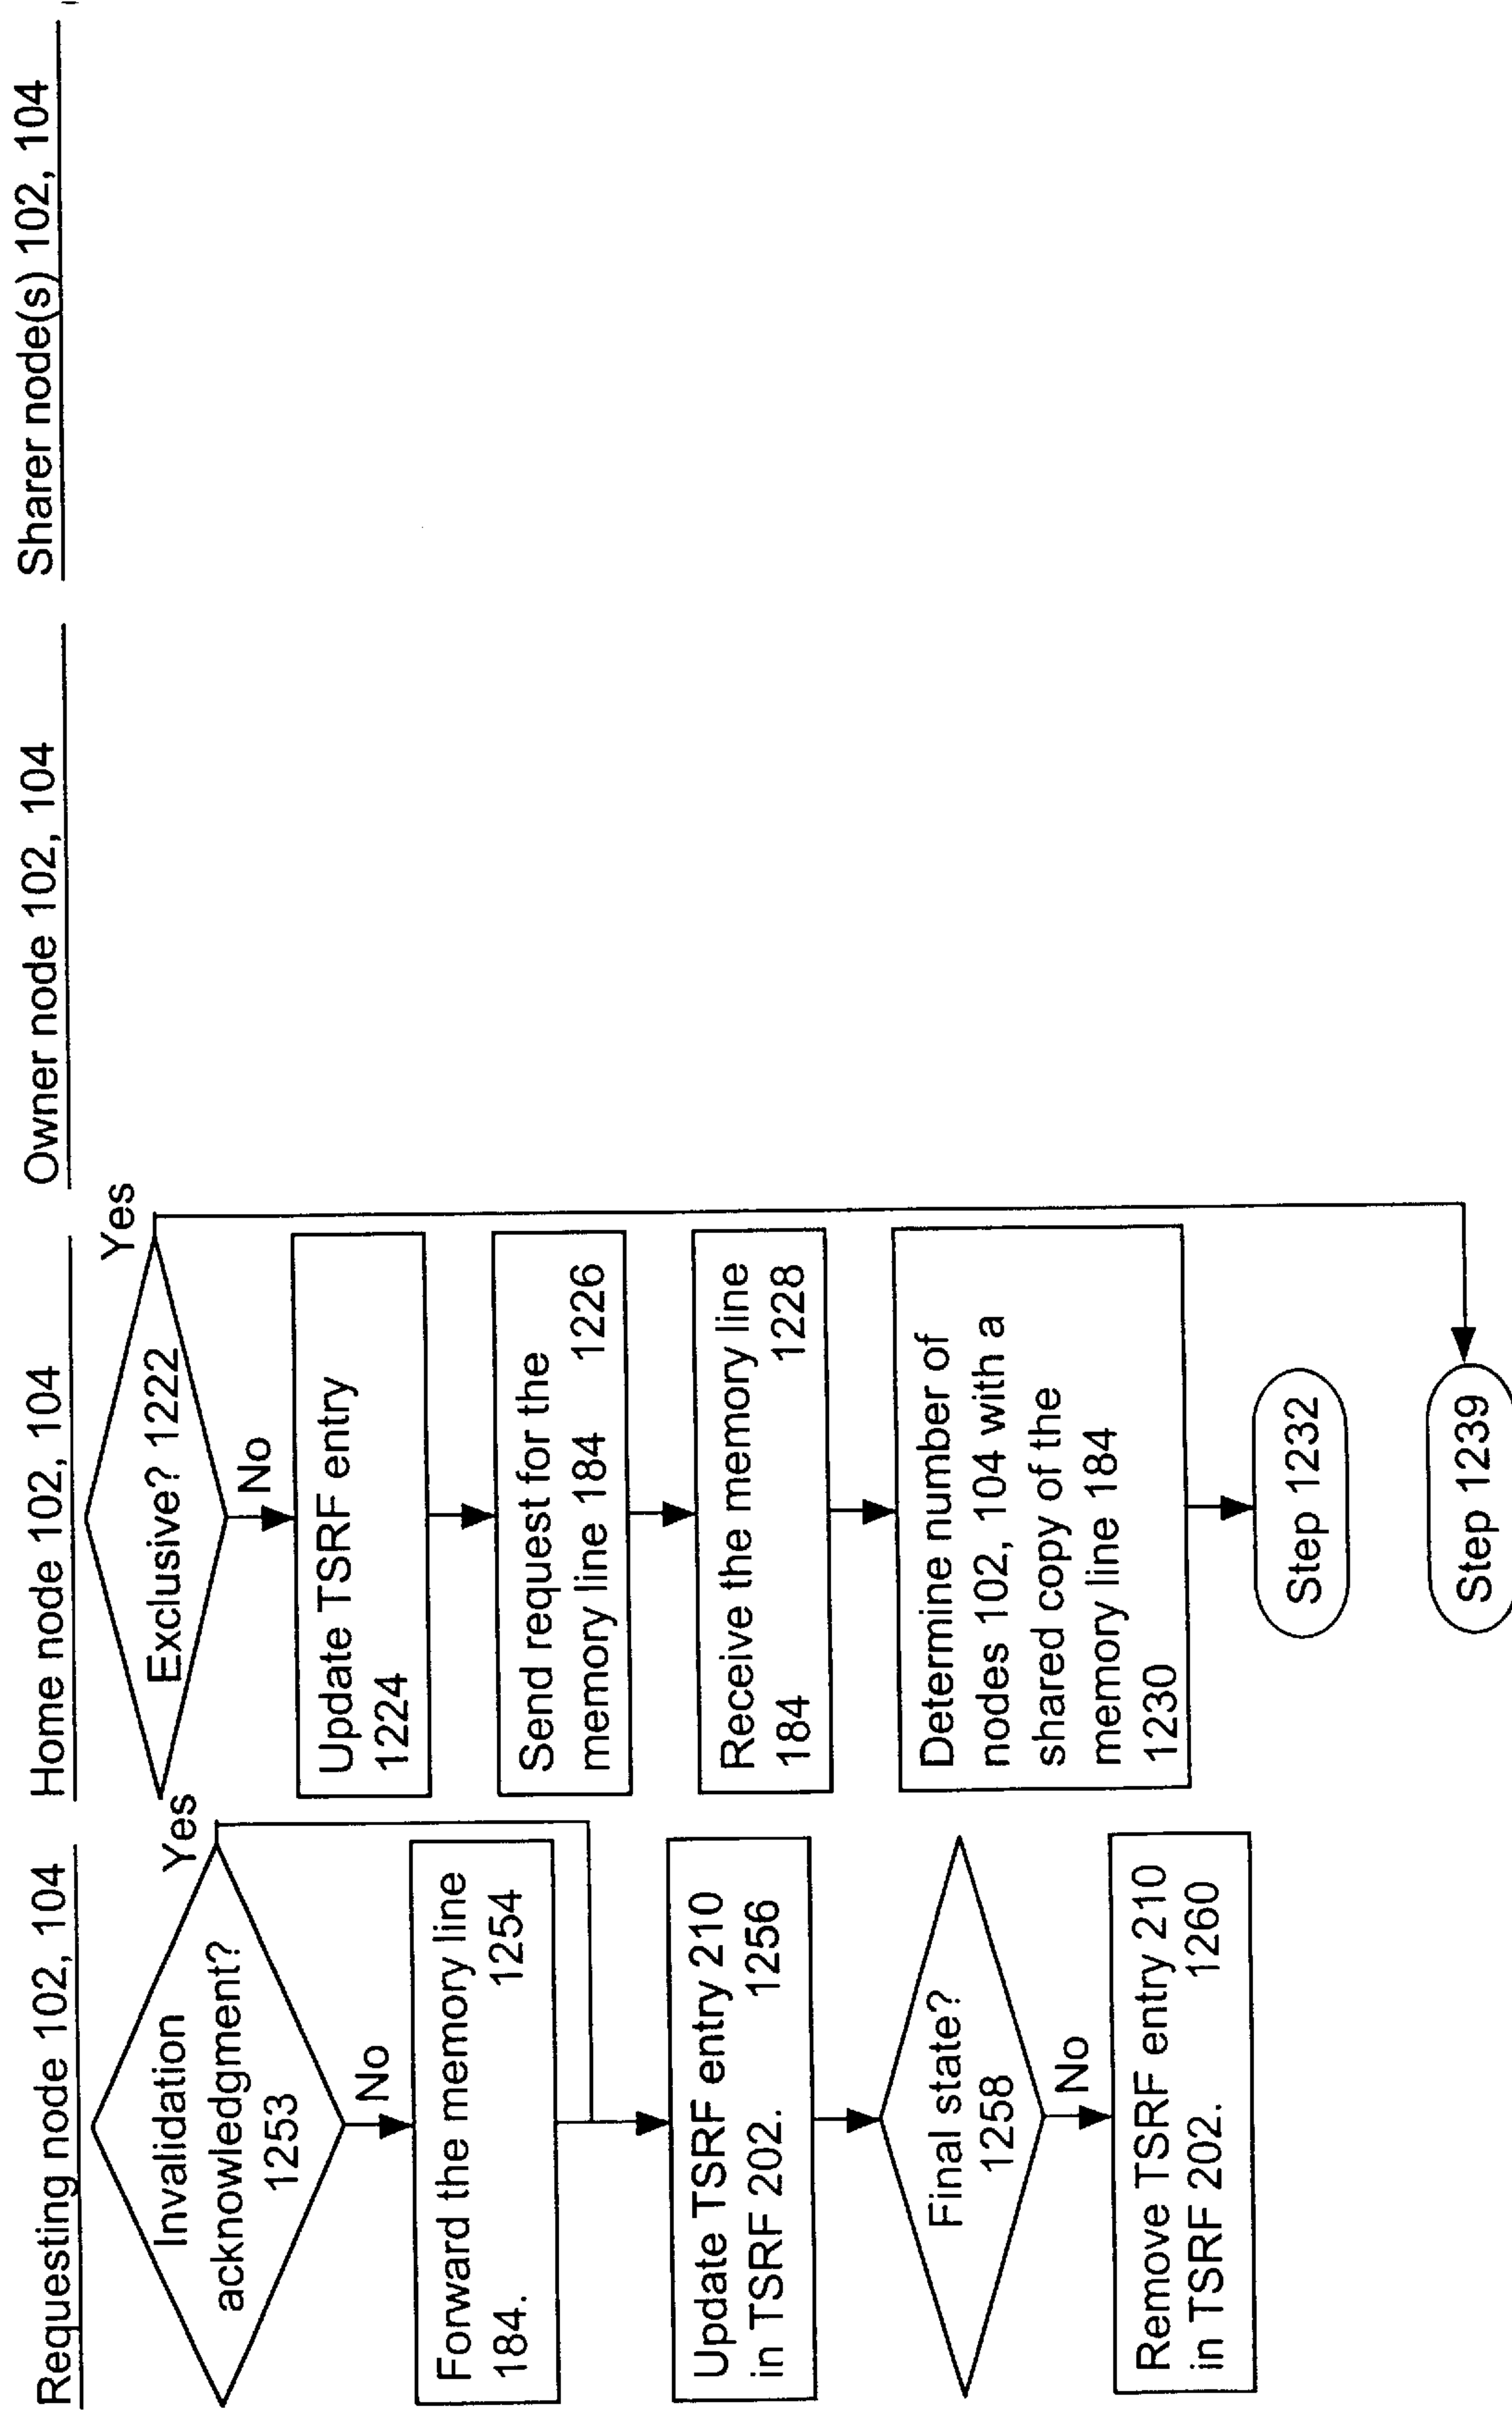 Requesting node 102, 104
Invalidation
acknowledgment?
1253
Yes
No
Forward the memory line
184. 1254
Update TSRF entry 210
in TSRF 202. 1256
Final state?
1258
No
Remove TSRF entry 210
in TSRF 202. 1260
Home node 102, 104
Exclusive? 1222
Yes
No
Update TSRF entry
1224
Send request for the
memory line 184 1226
Receive the memory line
184 1228
Determine number of
nodes 102, 104 with a
shared copy of the
memory line 184
1230
Step 1232
Step 1239
Owner node 102, 104
Sharer node(s) 102, 104